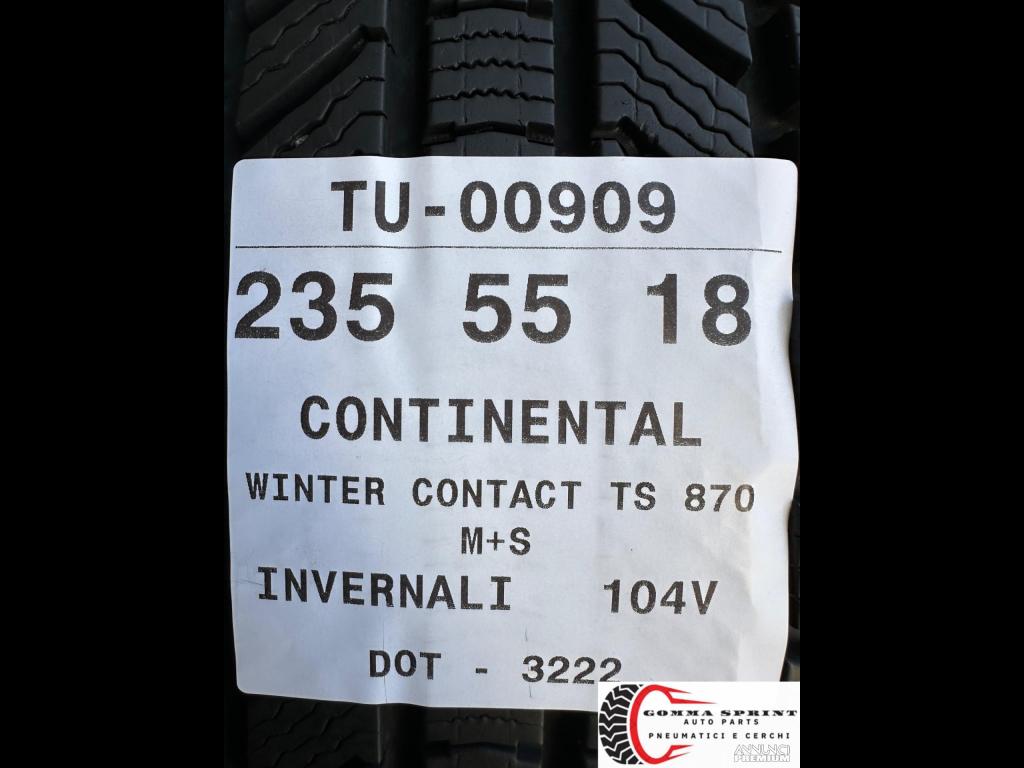 TU-00909
235 55 18
CONTINENTAL
WINTER CONTACT TS 870
M+S
INVERNALI 104V
DOT - 3222
GOMMA SPRINT
AUTO PARTS
PNEUMATICI E CERCHI
ANNUNCI
PREMIUM